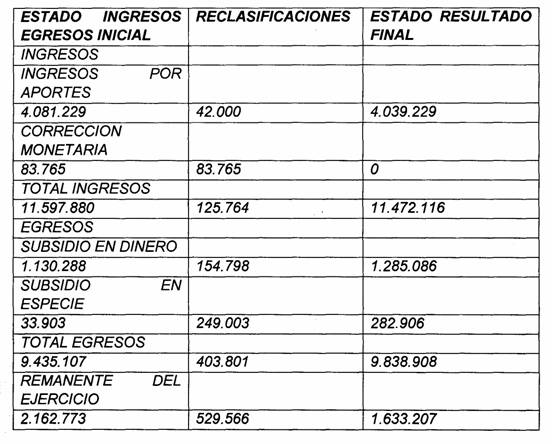 ESTADO INGRESOS EGRESOS INICIAL RECLASIFICACIONES ESTADO RESULTADO FINAL
INGRESOS
INGRESOS POR
APORTES
4.081.229 42.000 4.039.229
CORRECCION
MONETARIA
83.765 83.765 0
TOTAL INGRESOS
11.597.880 125.764 11.472.116
EGRESOS
SUBSIDIO EN DINERO
1.130.288 154.798 1.285.086
SUBSIDIO EN
ESPECIE
33.903 249.003 282.906
TOTAL EGRESOS
9.435.107 403.801 9.838.908
REMANENTE DEL
EJERCICIO
2.162.773 529.566 1.633.207